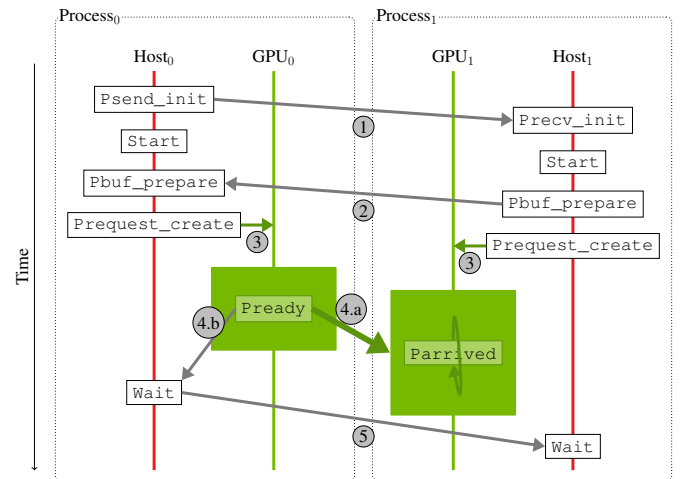 Process₀ Process₁
Host₀ GPU₀ GPU₁ Host₁
Psend_init
1
Precv_init
Start
Start
Pbuf_prepare
2
Pbuf_prepare
Prequest_create
3
Prequest_create
3
Time
4.b Pready 4.a
Parrived
Wait
5
Wait